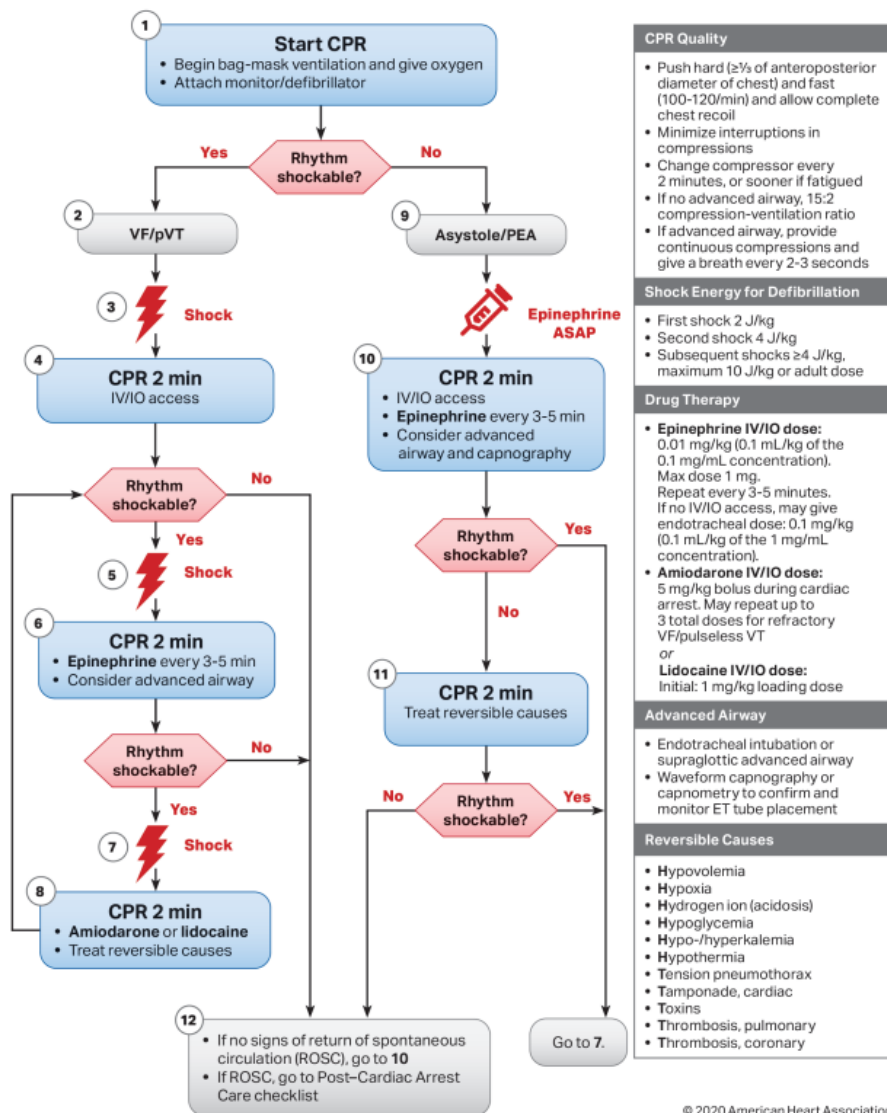 1
Start CPR
• Begin bag-mask ventilation and give oxygen
• Attach monitor/defibrillator
Yes
Rhythm
shockable?
No
2
VF/pVT
3
Shock
4
CPR 2 min
IV/IO access
Rhythm
shockable?
No
Yes
5
Shock
6
CPR 2 min
• Epinephrine every 3-5 min
• Consider advanced airway
Rhythm
shockable?
No
Yes
7
Shock
8
CPR 2 min
• Amiodarone or lidocaine
• Treat reversible causes
9
Asystole/PEA
Epinephrine
ASAP
10
CPR 2 min
• IV/IO access
• Epinephrine every 3-5 min
• Consider advanced
airway and capnography
Rhythm
shockable?
Yes
No
11
CPR 2 min
Treat reversible causes
No
Rhythm
shockable?
Yes
12
• If no signs of return of spontaneous
circulation (ROSC), go to 10
• If ROSC, go to Post–Cardiac Arrest
Care checklist
Go to 7.
CPR Quality
• Push hard (≥⅓ of anteroposterior
diameter of chest) and fast
(100-120/min) and allow complete
chest recoil
• Minimize interruptions in
compressions
• Change compressor every
2 minutes, or sooner if fatigued
• If no advanced airway, 15:2
compression-ventilation ratio
• If advanced airway, provide
continuous compressions and
give a breath every 2-3 seconds
Shock Energy for Defibrillation
• First shock 2 J/kg
• Second shock 4 J/kg
• Subsequent shocks ≥4 J/kg,
maximum 10 J/kg or adult dose
Drug Therapy
• Epinephrine IV/IO dose:
0.01 mg/kg (0.1 mL/kg of the
0.1 mg/mL concentration).
Max dose 1 mg.
Repeat every 3-5 minutes.
If no IV/IO access, may give
endotracheal dose: 0.1 mg/kg
(0.1 mL/kg of the 1 mg/mL
concentration).
• Amiodarone IV/IO dose:
5 mg/kg bolus during cardiac
arrest. May repeat up to
3 total doses for refractory
VF/pulseless VT
or
Lidocaine IV/IO dose:
Initial: 1 mg/kg loading dose
Advanced Airway
• Endotracheal intubation or
supraglottic advanced airway
• Waveform capnography or
capnometry to confirm and
monitor ET tube placement
Reversible Causes
• Hypovolemia
• Hypoxia
• Hydrogen ion (acidosis)
• Hypoglycemia
• Hypo-/hyperkalemia
• Hypothermia
• Tension pneumothorax
• Tamponade, cardiac
• Toxins
• Thrombosis, pulmonary
• Thrombosis, coronary
© 2020 American Heart Association